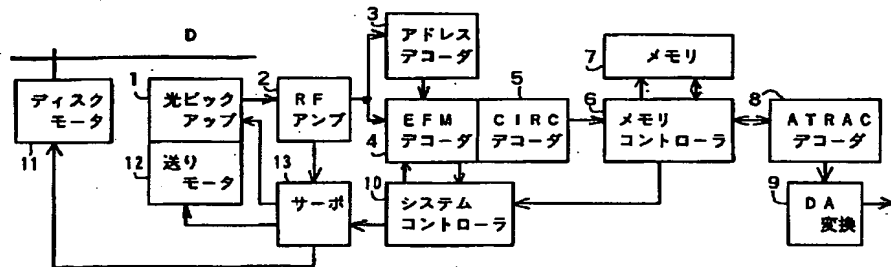 D
3
アドレス
デコーダ
7
メモリ
ディスク
モータ
11
1
光ピック
アップ
2
RF
アンプ
4
EFM
デコーダ
5
CIRC
デコーダ
6
メモリ
コントローラ
8
ATRAC
デコーダ
12
送り
モータ
13
サーボ
10
システム
コントローラ
9
DA
変換